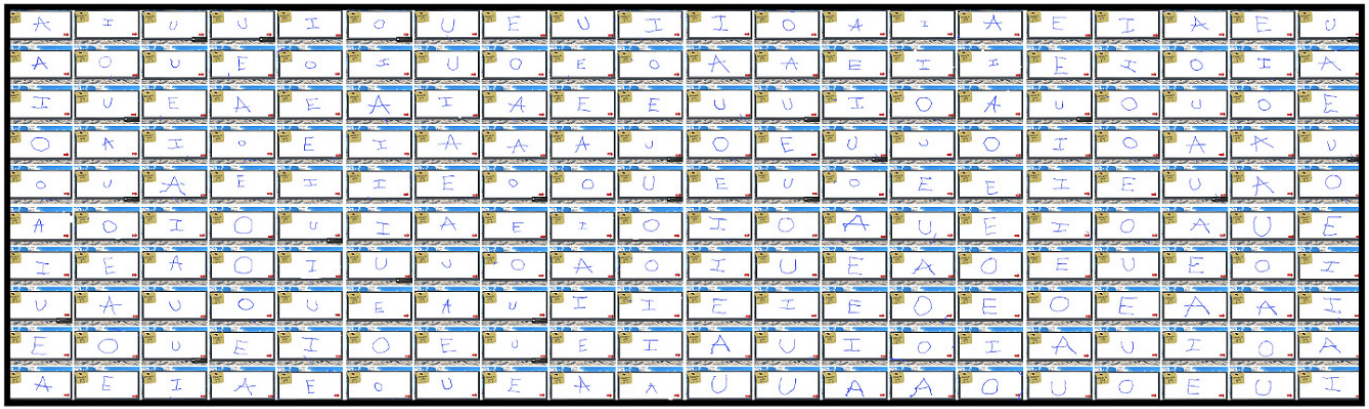 A I U U I O U E U I I O A I A E I A E U
A O U E O I U O E O A A E I I E I O I A
I U E A E A I A E E U U I O A U O U O E
O A I O E I A A A U O E U U O I O A A U
O U A E I I E O O U E U O E E I E U A O
A O I O U I A E I O I O A U E I O A U E
I E A O I U U O A O I U E A O E U E O I
U A U O U E A U I I E I E O E O E A A I
E O U E I O E U E I A U I O I A U I O A
A E I A E O U E A A U U A A O U O E U I